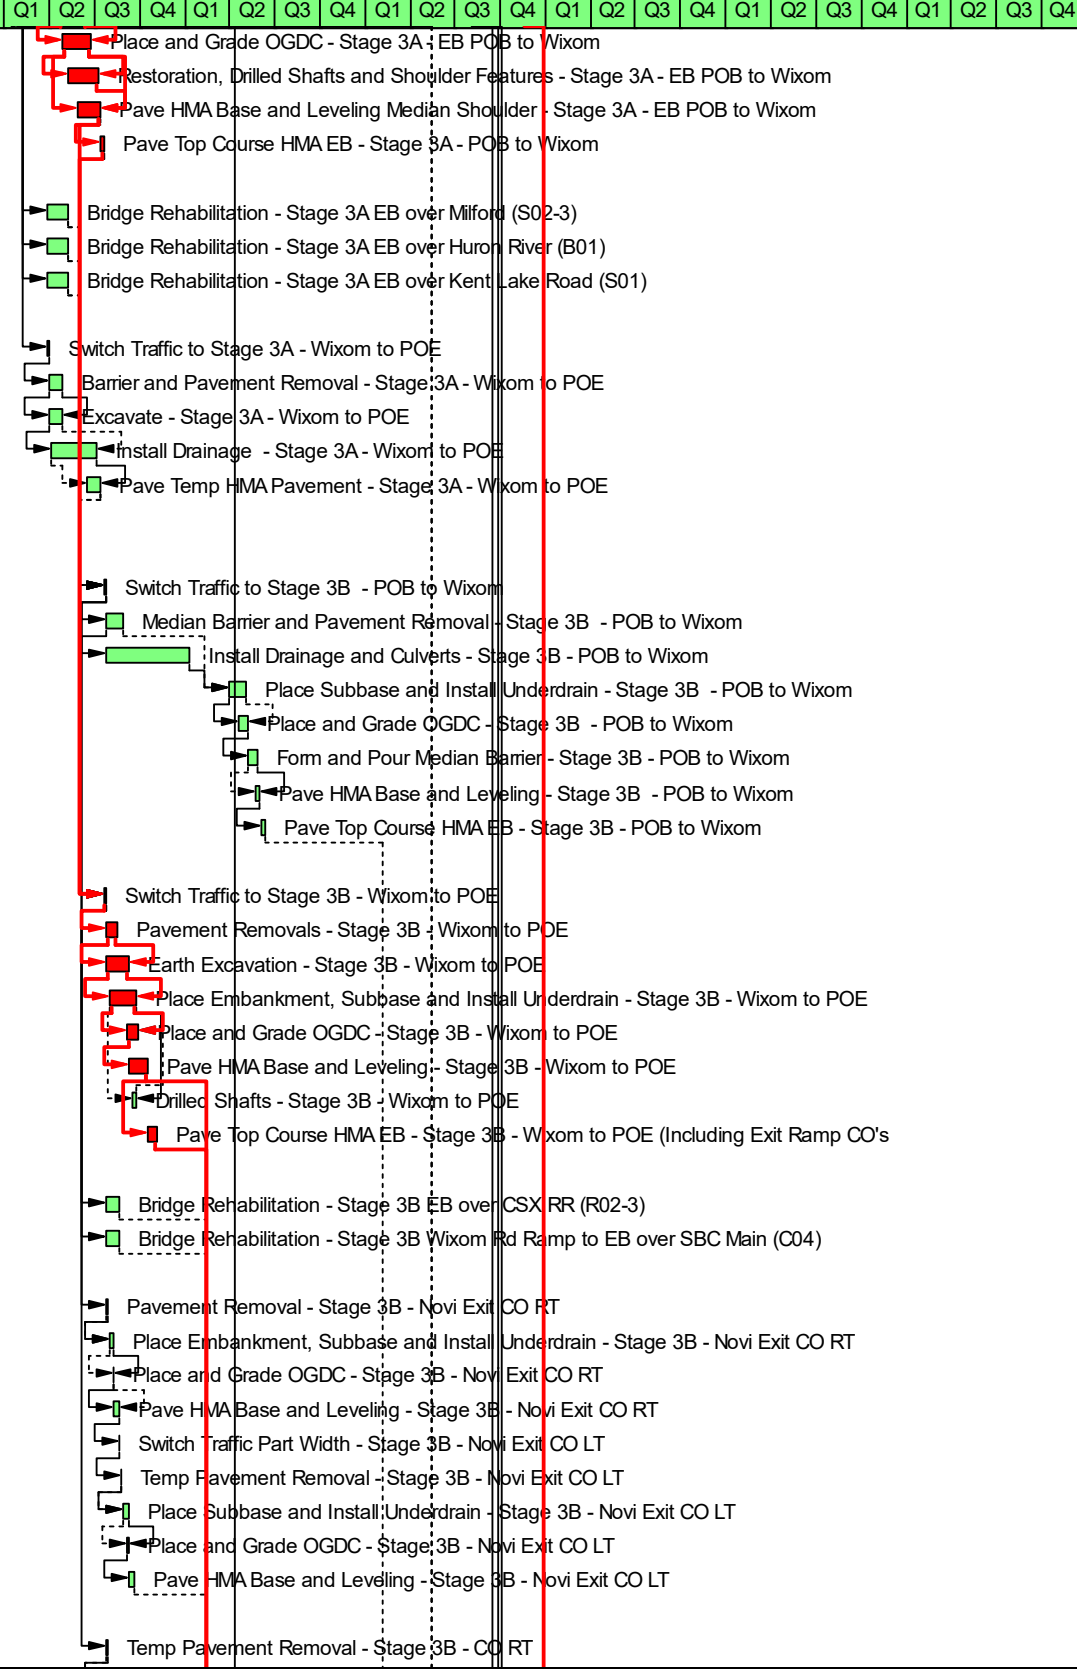 Q1 Q2 Q3 Q4 Q1 Q2 Q3 Q4 Q1 Q2 Q3 Q4 Q1 Q2 Q3 Q4 Q1 Q2 Q3 Q4 Q1 Q2 Q3 Q4
Place and Grade OGDC - Stage 3A - EB POB to Wixom
Restoration, Drilled Shafts and Shoulder Features - Stage 3A - EB POB to Wixom
Pave HMA Base and Leveling Median Shoulder - Stage 3A - EB POB to Wixom
Pave Top Course HMA EB - Stage 3A - POB to Wixom
Bridge Rehabilitation - Stage 3A EB over Milford (S02-3)
Bridge Rehabilitation - Stage 3A EB over Huron River (B01)
Bridge Rehabilitation - Stage 3A EB over Kent Lake Road (S01)
Switch Traffic to Stage 3A - Wixom to POE
Barrier and Pavement Removal - Stage 3A - Wixom to POE
Excavate - Stage 3A - Wixom to POE
Install Drainage - Stage 3A - Wixom to POE
Pave Temp HMA Pavement - Stage 3A - Wixom to POE
Switch Traffic to Stage 3B - POB to Wixom
Median Barrier and Pavement Removal - Stage 3B - POB to Wixom
Install Drainage and Culverts - Stage 3B - POB to Wixom
Place Subbase and Install Underdrain - Stage 3B - POB to Wixom
Place and Grade OGDC - Stage 3B - POB to Wixom
Form and Pour Median Barrier - Stage 3B - POB to Wixom
Pave HMA Base and Leveling - Stage 3B - POB to Wixom
Pave Top Course HMA EB - Stage 3B - POB to Wixom
Switch Traffic to Stage 3B - Wixom to POE
Pavement Removals - Stage 3B - Wixom to POE
Earth Excavation - Stage 3B - Wixom to POE
Place Embankment, Subbase and Install Underdrain - Stage 3B - Wixom to POE
Place and Grade OGDC - Stage 3B - Wixom to POE
Pave HMA Base and Leveling - Stage 3B - Wixom to POE
Drilled Shafts - Stage 3B - Wixom to POE
Pave Top Course HMA EB - Stage 3B - Wixom to POE (Including Exit Ramp CO's
Bridge Rehabilitation - Stage 3B EB over CSX RR (R02-3)
Bridge Rehabilitation - Stage 3B Wixom Rd Ramp to EB over SBC Main (C04)
Pavement Removal - Stage 3B - Novi Exit CO RT
Place Embankment, Subbase and Install Underdrain - Stage 3B - Novi Exit CO RT
Place and Grade OGDC - Stage 3B - Novi Exit CO RT
Pave HMA Base and Leveling - Stage 3B - Novi Exit CO RT
Switch Traffic Part Width - Stage 3B - Novi Exit CO LT
Temp Pavement Removal - Stage 3B - Novi Exit CO LT
Place Subbase and Install Underdrain - Stage 3B - Novi Exit CO LT
Place and Grade OGDC - Stage 3B - Novi Exit CO LT
Pave HMA Base and Leveling - Stage 3B - Novi Exit CO LT
Temp Pavement Removal - Stage 3B - CO RT